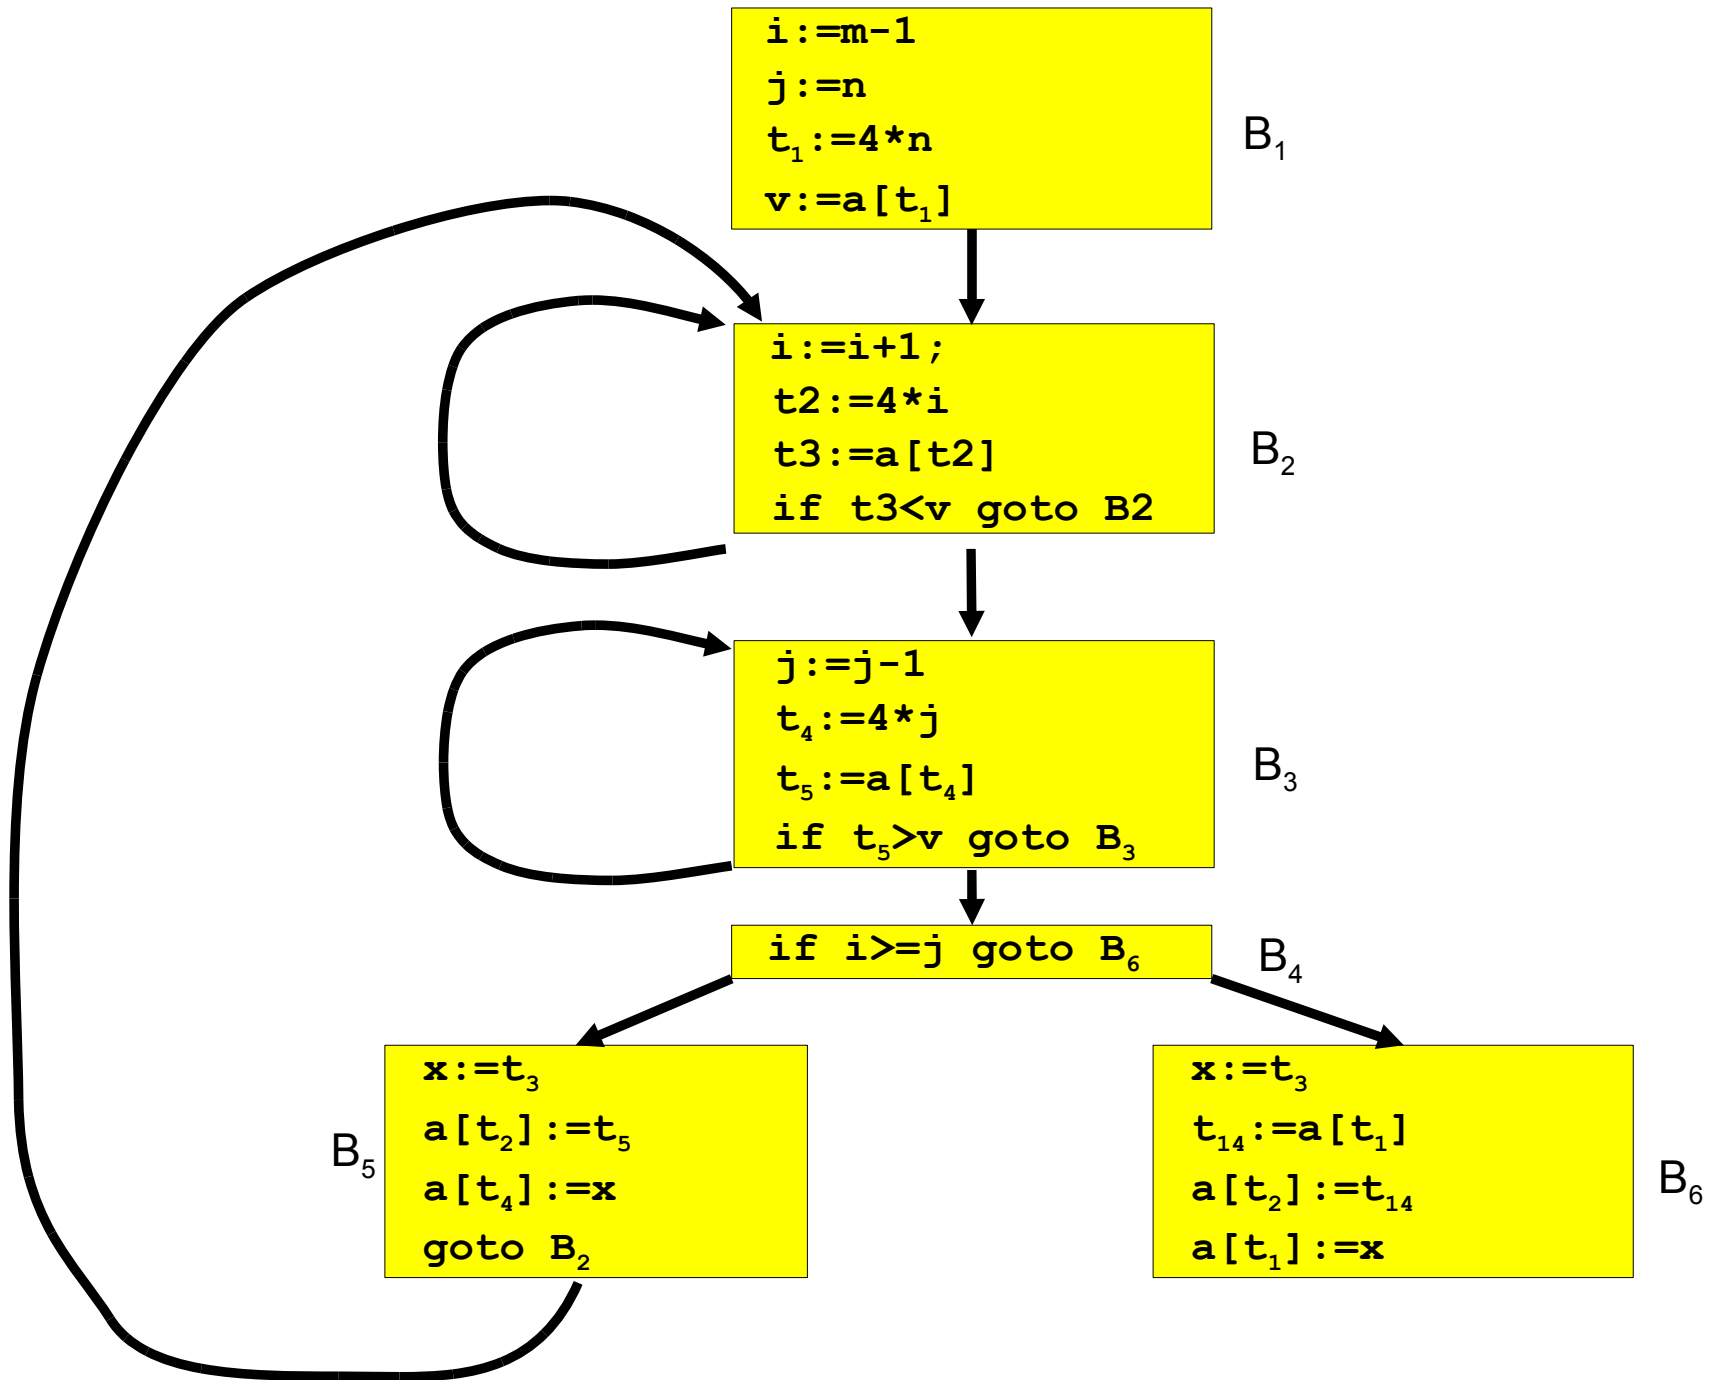 i:=m-1
j:=n
t₁:=4*n
v:=a[t₁]
B₁
i:=i+1;
t2:=4*i
t3:=a[t2]
if t3<v goto B2
B₂
j:=j-1
t₄:=4*j
t₅:=a[t₄]
if t₅>v goto B₃
B₃
if i>=j goto B₆
B₄
x:=t₃
a[t₂]:=t₅
a[t₄]:=x
goto B₂
B₅
x:=t₃
t₁₄:=a[t₁]
a[t₂]:=t₁₄
a[t₁]:=x
B₆